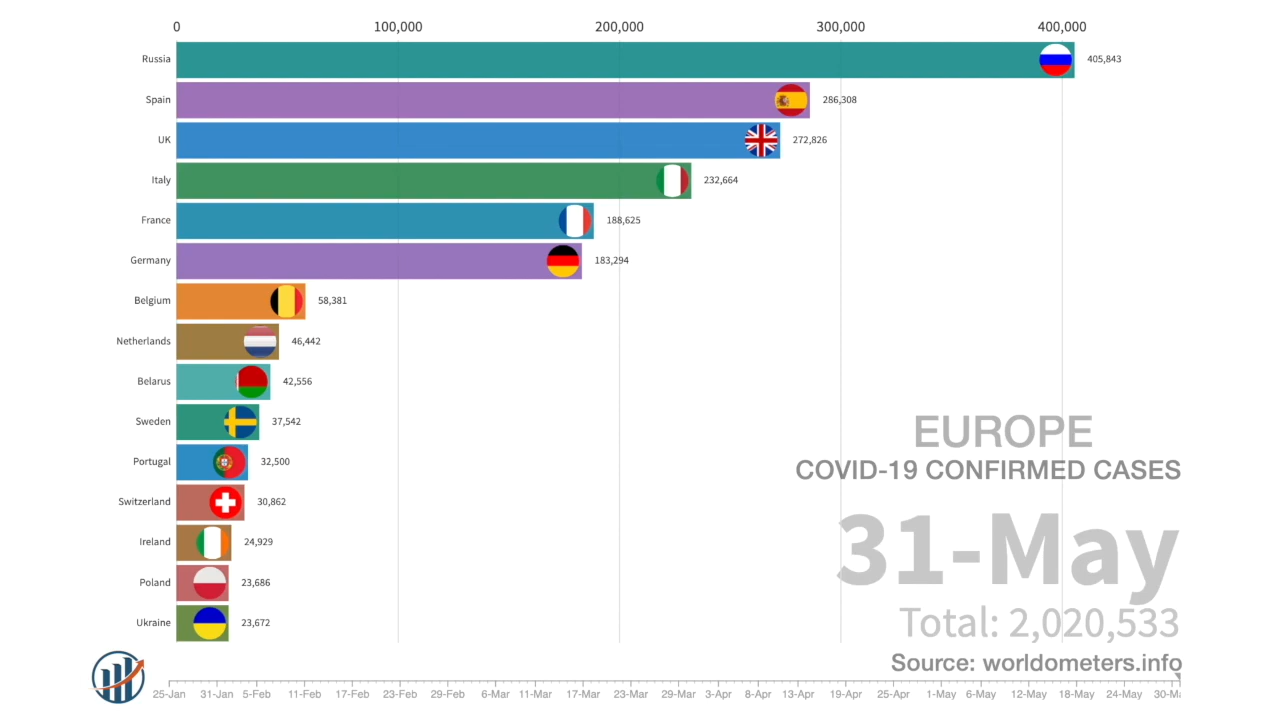 0 100,000 200,000 300,000 400,000
Russia 405,843
Spain 286,308
UK 272,826
Italy 232,664
France 188,625
Germany 183,294
Belgium 58,381
Netherlands 46,442
Belarus 42,556
Sweden 37,542
Portugal 32,500
Switzerland 30,862
Ireland 24,929
Poland 23,686
Ukraine 23,672
EUROPE
COVID-19 CONFIRMED CASES
31-May
Total: 2,020,533
Source: worldometers.info
25-Jan 31-Jan 5-Feb 11-Feb 17-Feb 23-Feb 29-Feb 6-Mar 11-Mar 17-Mar 23-Mar 29-Mar 3-Apr 8-Apr 13-Apr 19-Apr 25-Apr 1-May 6-May 12-May 18-May 24-May 30-Ma